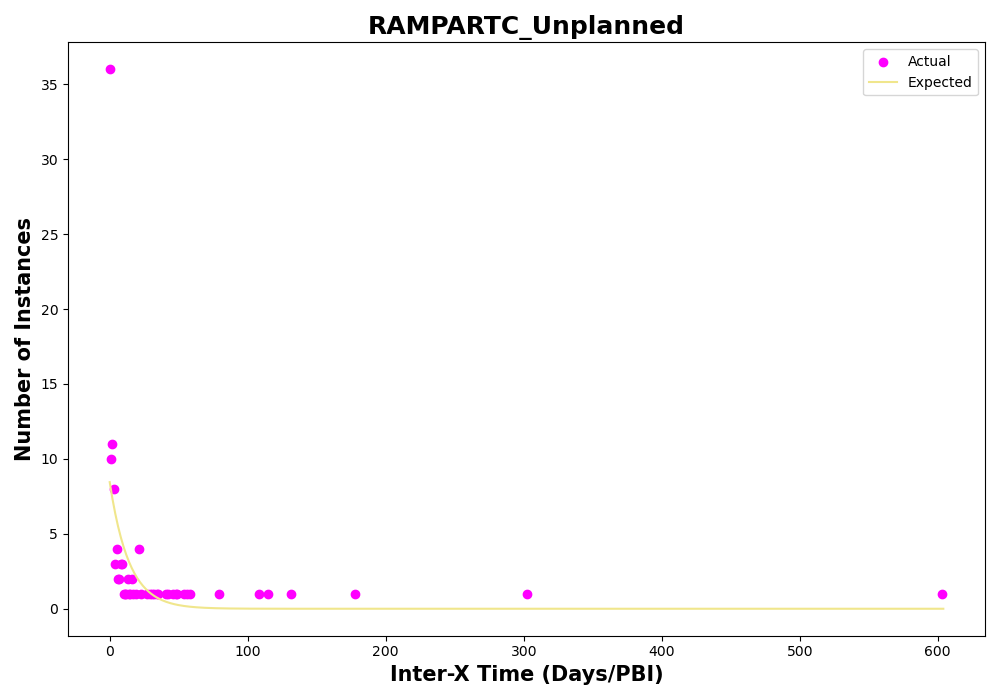 RAMPARTC_Unplanned
Actual
Expected
Number of Instances
35
30
25
20
15
10
5
0
0 100 200 300 400 500 600
Inter-X Time (Days/PBI)